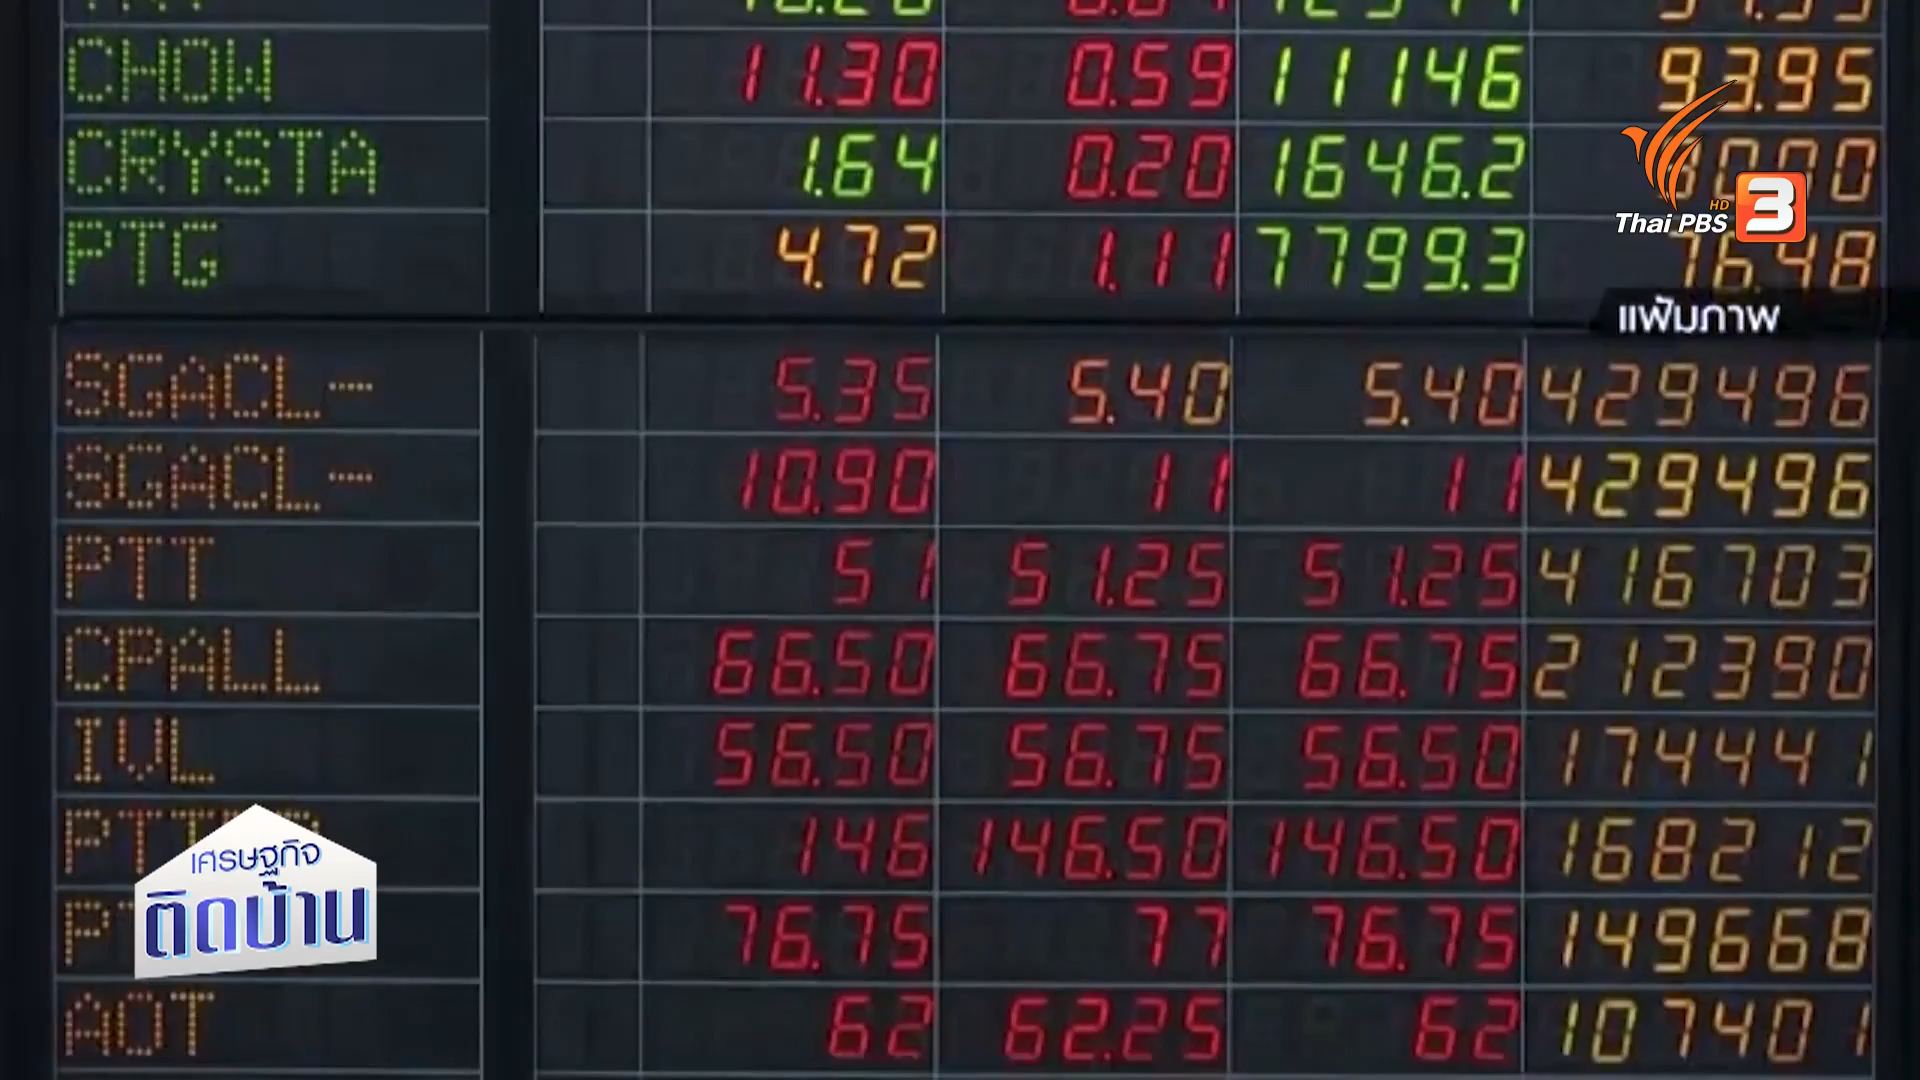 CHOW 11.30 0.59 11146 93.95
CRYSTA 1.64 0.20 1646.2
PTG 4.72 1.11 7799.3 76.48
Thai PBS HD 3
แฟ้มภาพ
SGACL- 5.35 5.40 5.40 429496
SGACL- 10.90 11 11 429496
PTT 51 51.25 51.25 416703
CPALL 66.50 66.75 66.75 212390
IVL 56.50 56.75 56.50 174441
146 146.50 146.50 168212
76.75 77 76.75 149668
AOT 62 62.25 62 107401
เศรษฐกิจ
ติดบ้าน